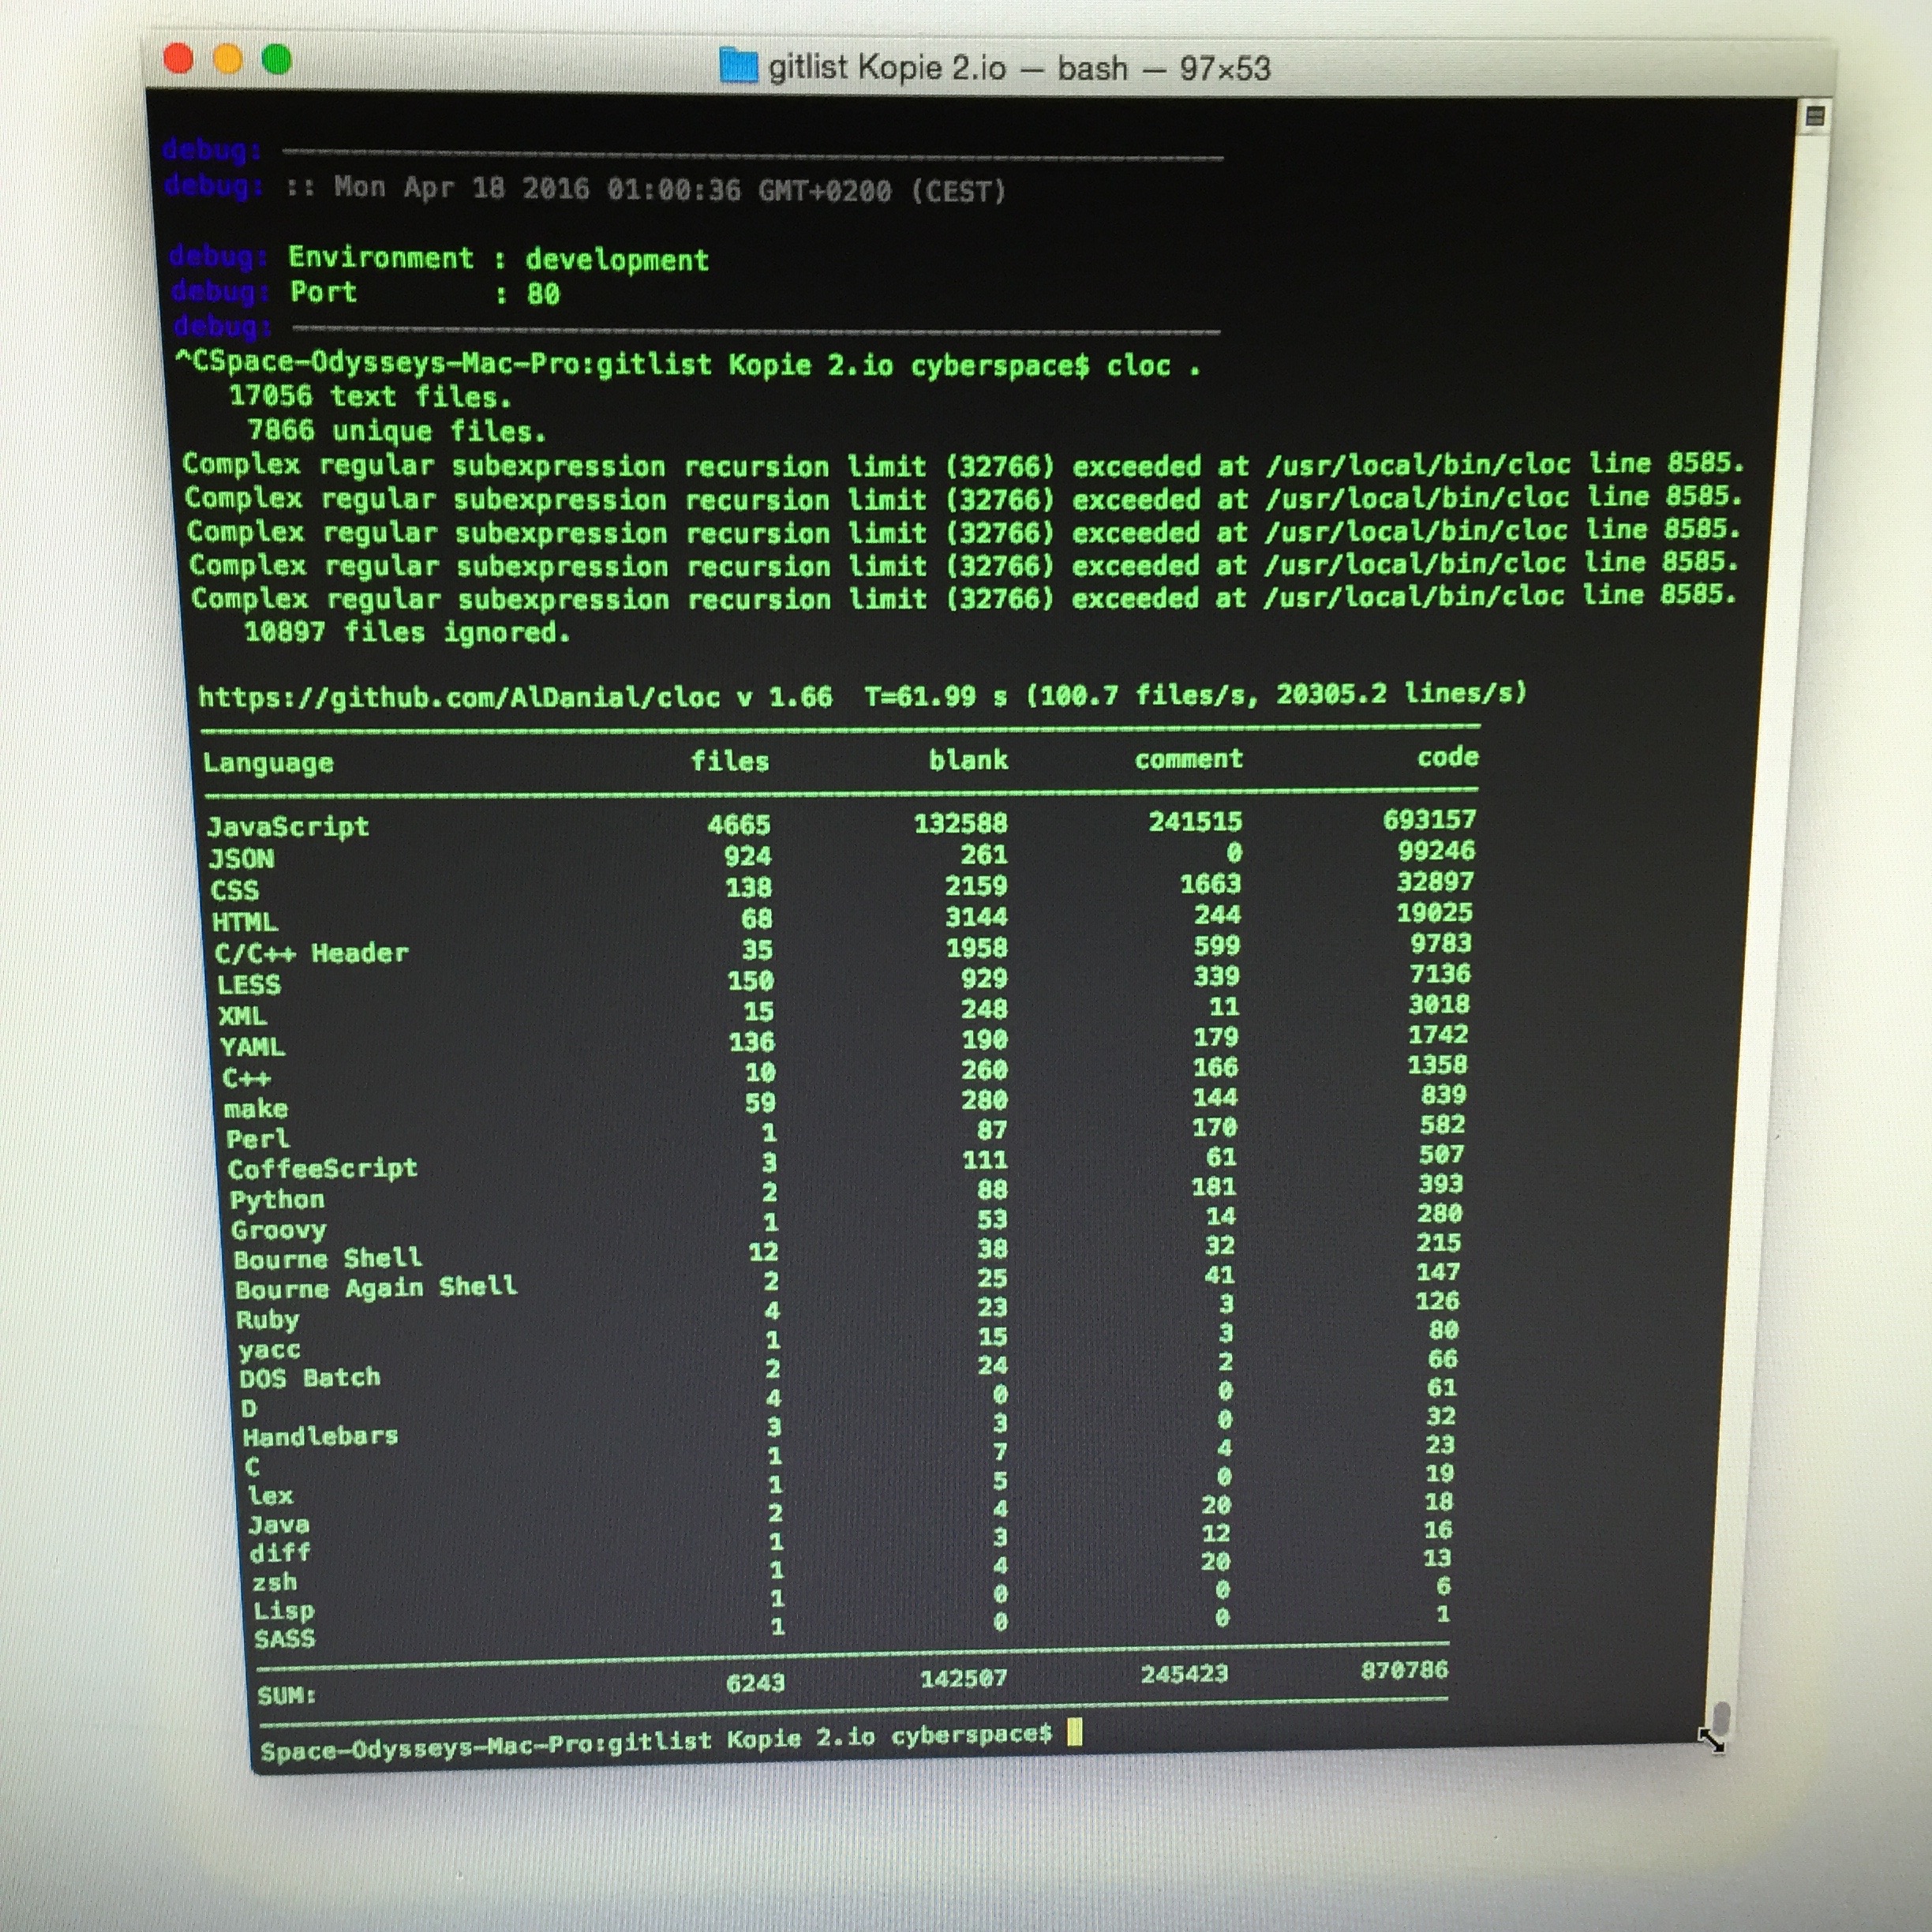 gitlist Kopie 2.io — bash — 97×53
debug: --------------------------------------------------------
debug: :: Mon Apr 18 2016 01:00:36 GMT+0200 (CEST)
debug: Environment : development
debug: Port        : 80
debug: --------------------------------------------------------
^CSpace-Odysseys-Mac-Pro:gitlist Kopie 2.io cyberspace$ cloc .
17056 text files.
7866 unique files.
Complex regular subexpression recursion limit (32766) exceeded at /usr/local/bin/cloc line 8585.
Complex regular subexpression recursion limit (32766) exceeded at /usr/local/bin/cloc line 8585.
Complex regular subexpression recursion limit (32766) exceeded at /usr/local/bin/cloc line 8585.
Complex regular subexpression recursion limit (32766) exceeded at /usr/local/bin/cloc line 8585.
Complex regular subexpression recursion limit (32766) exceeded at /usr/local/bin/cloc line 8585.
10897 files ignored.
https://github.com/AlDanial/cloc v 1.66  T=61.99 s (100.7 files/s, 20305.2 lines/s)
Language files blank comment code
JavaScript 4665 132588 241515 693157
JSON 924 261 0 99246
CSS 138 2159 1663 32897
HTML 68 3144 244 19025
C/C++ Header 35 1958 599 9783
LESS 150 929 339 7136
XML 15 248 11 3018
YAML 136 190 179 1742
C++ 10 260 166 1358
make 59 280 144 839
Perl 1 87 170 582
CoffeeScript 3 111 61 507
Python 2 88 181 393
Groovy 1 53 14 280
Bourne Shell 12 38 32 215
Bourne Again Shell 2 25 41 147
Ruby 4 23 3 126
yacc 1 15 3 80
DOS Batch 2 24 2 66
D 4 0 0 61
Handlebars 3 3 0 32
C 1 7 4 23
lex 1 5 0 19
Java 2 4 20 18
diff 1 3 12 16
zsh 1 4 20 13
Lisp 1 0 0 6
SASS 1 0 0 1
SUM: 6243 142507 245423 870786
Space-Odysseys-Mac-Pro:gitlist Kopie 2.io cyberspace$